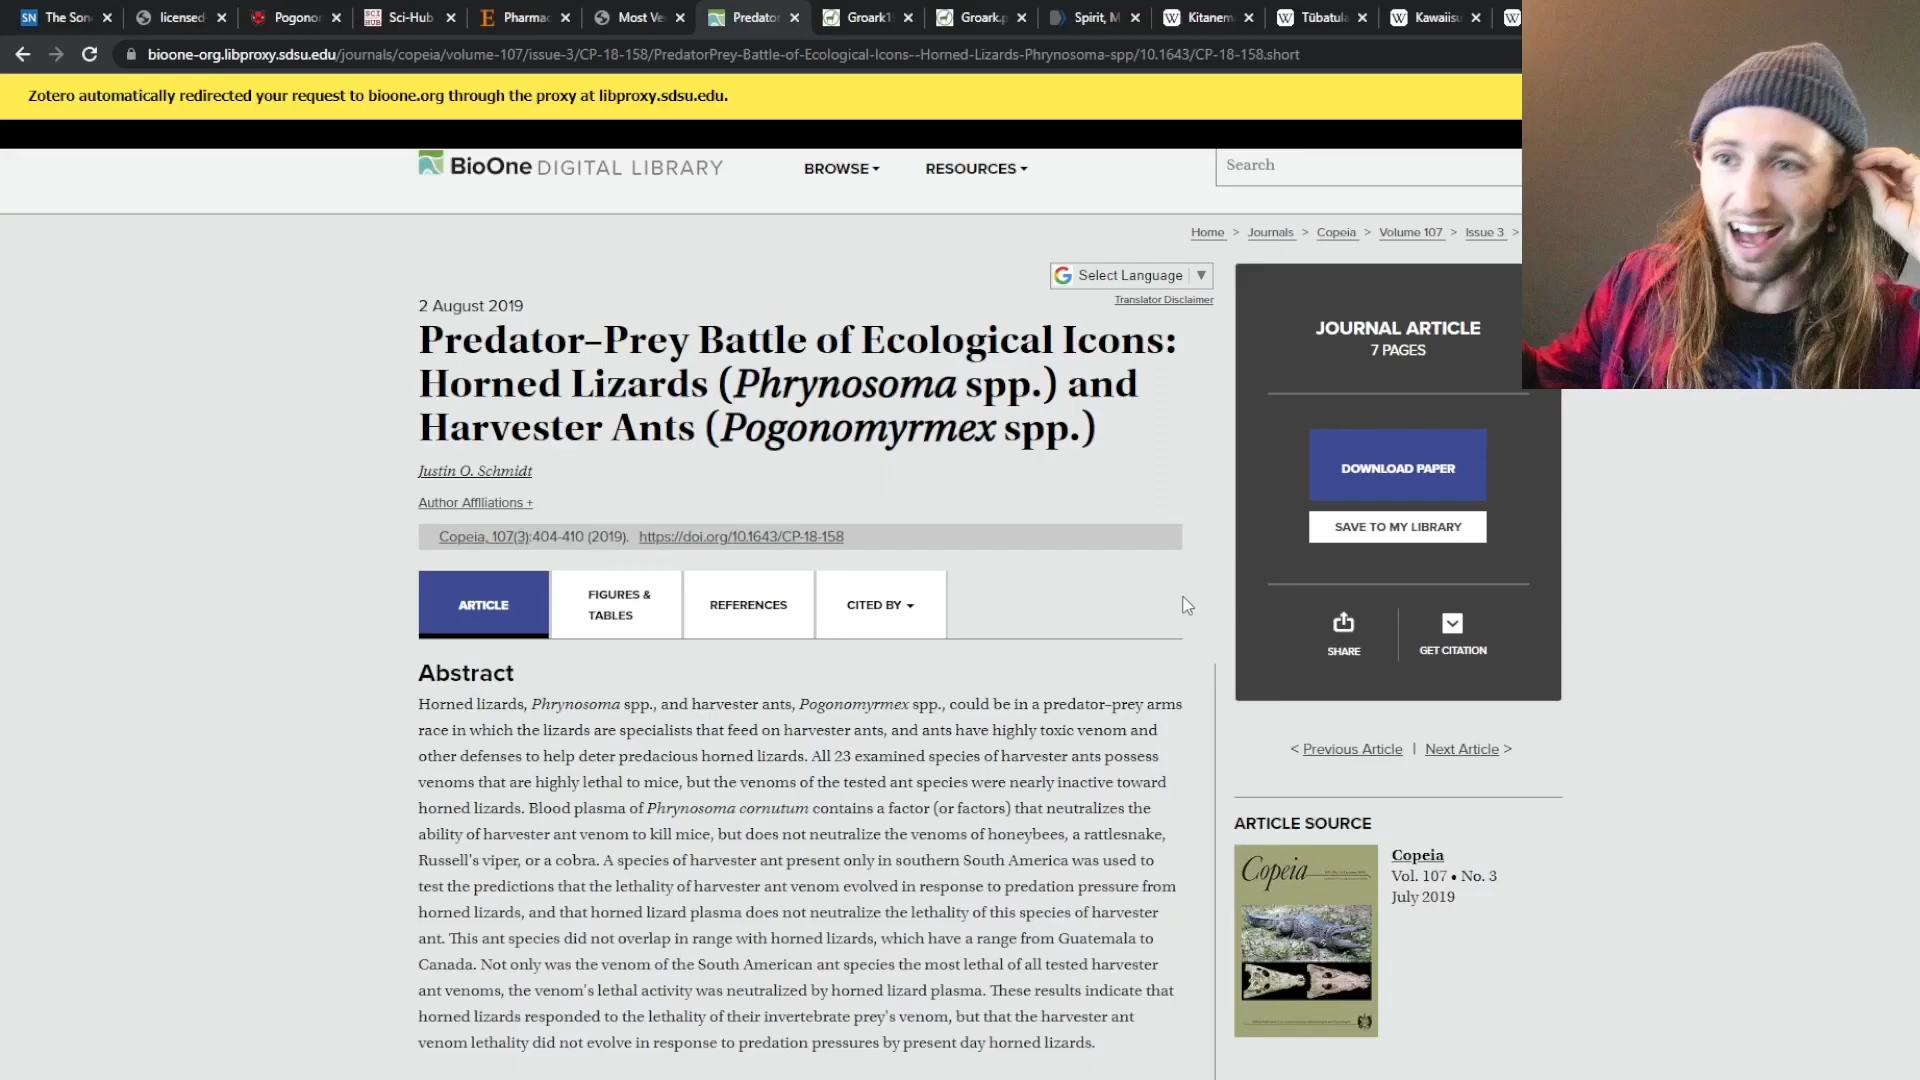 The Son
licensed
Pogono
Sci-Hub
Pharmac
Most Ve
Predator
Groark1
Groark.p
Spirit, M
Kitanem
Tübatula
Kawaiisu
bioone-org.libproxy.sdsu.edu/journals/copeia/volume-107/issue-3/CP-18-158/PredatorPrey-Battle-of-Ecological-Icons--Horned-Lizards-Phrynosoma-spp/10.1643/CP-18-158.short
Zotero automatically redirected your request to bioone.org through the proxy at libproxy.sdsu.edu.
BioOne DIGITAL LIBRARY
BROWSE
RESOURCES
Search
Home > Journals > Copeia > Volume 107 > Issue 3 >
Select Language
Translator Disclaimer
2 August 2019
Predator–Prey Battle of Ecological Icons:
Horned Lizards (Phrynosoma spp.) and
Harvester Ants (Pogonomyrmex spp.)
Justin O. Schmidt
Author Affiliations +
Copeia, 107(3):404-410 (2019). https://doi.org/10.1643/CP-18-158
ARTICLE
FIGURES &
TABLES
REFERENCES
CITED BY
JOURNAL ARTICLE
7 PAGES
DOWNLOAD PAPER
SAVE TO MY LIBRARY
SHARE
GET CITATION
Abstract
Horned lizards, Phrynosoma spp., and harvester ants, Pogonomyrmex spp., could be in a predator–prey arms
race in which the lizards are specialists that feed on harvester ants, and ants have highly toxic venom and
other defenses to help deter predacious horned lizards. All 23 examined species of harvester ants possess
venoms that are highly lethal to mice, but the venoms of the tested ant species were nearly inactive toward
horned lizards. Blood plasma of Phrynosoma cornutum contains a factor (or factors) that neutralizes the
ability of harvester ant venom to kill mice, but does not neutralize the venoms of honeybees, a rattlesnake,
Russell's viper, or a cobra. A species of harvester ant present only in southern South America was used to
test the predictions that the lethality of harvester ant venom evolved in response to predation pressure from
horned lizards, and that horned lizard plasma does not neutralize the lethality of this species of harvester
ant. This ant species did not overlap in range with horned lizards, which have a range from Guatemala to
Canada. Not only was the venom of the South American ant species the most lethal of all tested harvester
ant venoms, the venom's lethal activity was neutralized by horned lizard plasma. These results indicate that
horned lizards responded to the lethality of their invertebrate prey's venom, but that the harvester ant
venom lethality did not evolve in response to predation pressures by present day horned lizards.
< Previous Article | Next Article >
ARTICLE SOURCE
Copeia
Copeia
Vol. 107 • No. 3
July 2019